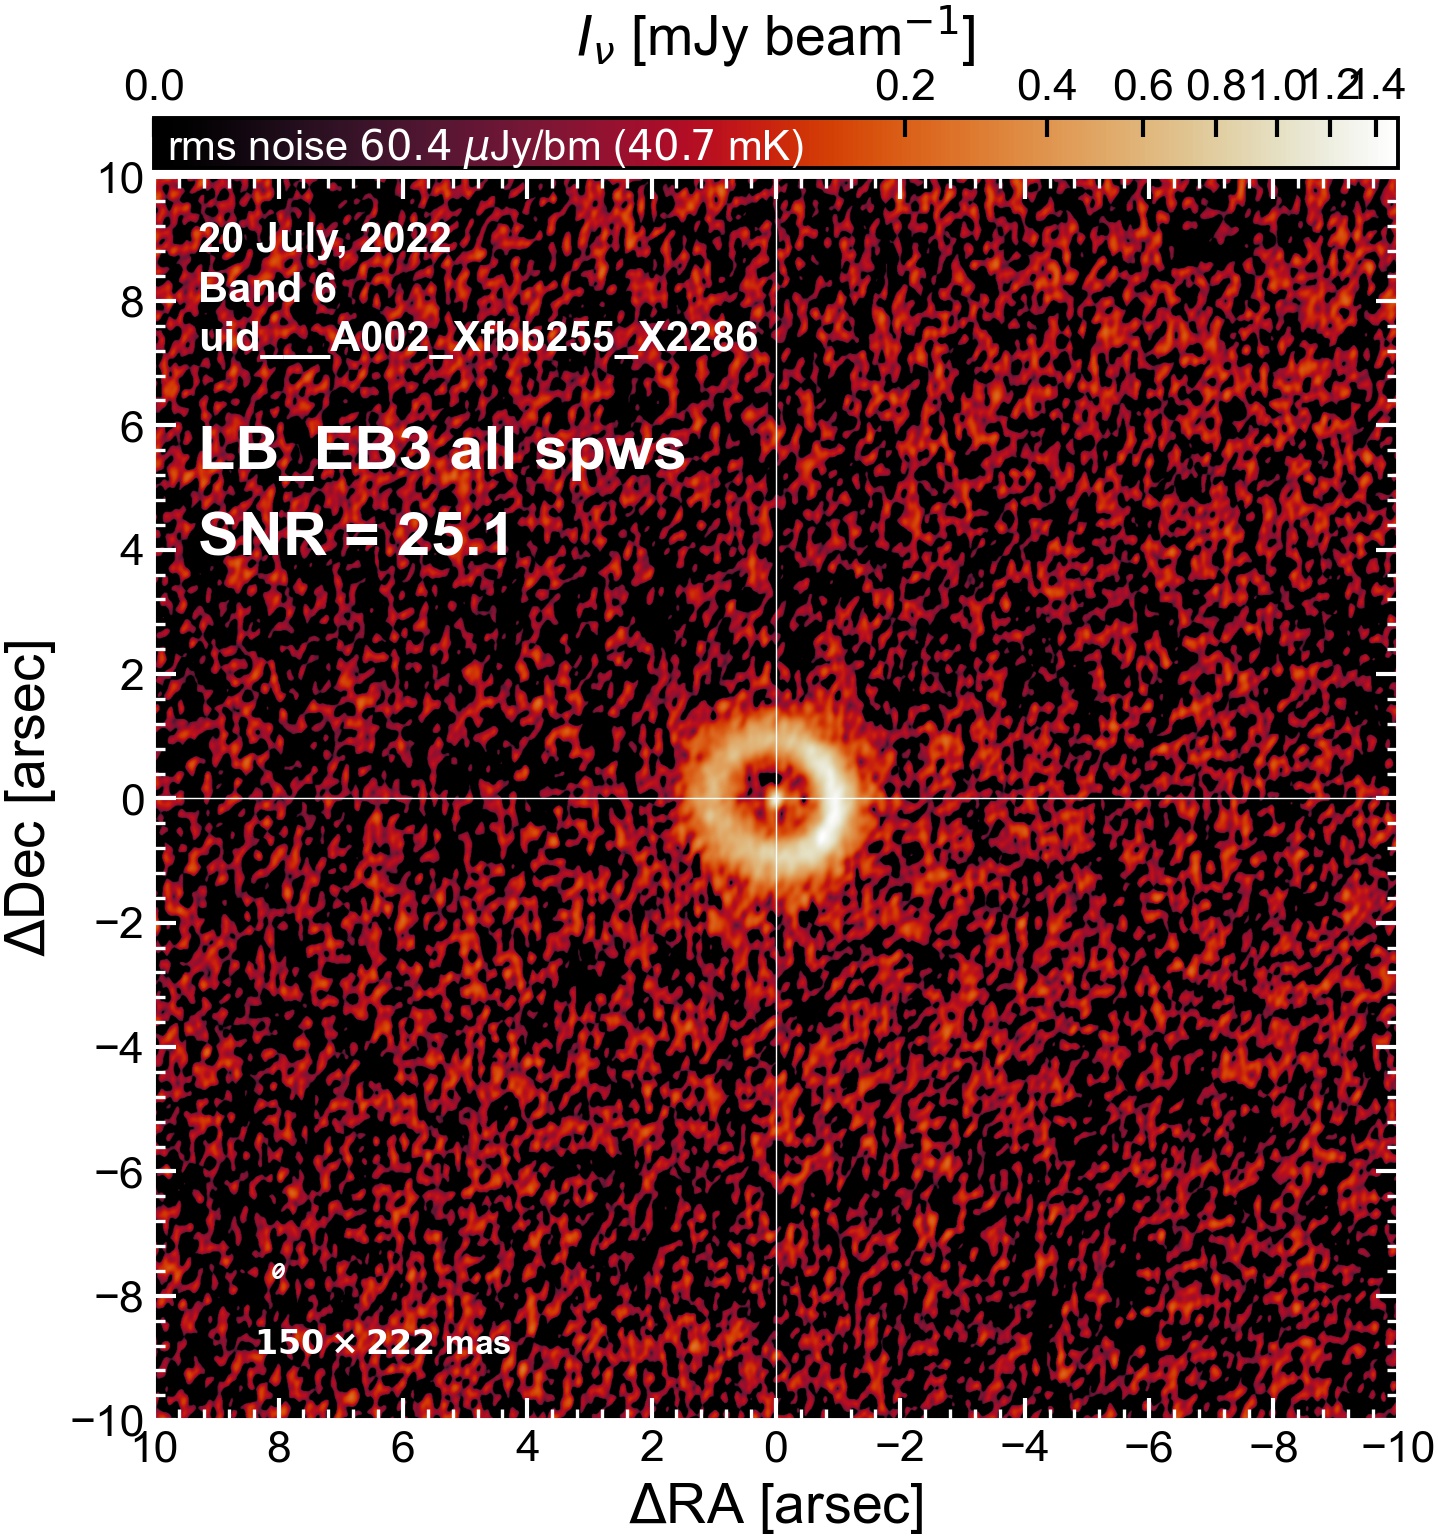 I_ν [mJy beam⁻¹]
0.0 0.2 0.4 0.6 0.8 1.0 1.2 1.4
rms noise 60.4 μJy/bm (40.7 mK)
20 July, 2022
Band 6
uid___A002_Xfbb255_X2286
LB_EB3 all spws
SNR = 25.1
10
8
6
4
2
0
−2
−4
−6
−8
−10
ΔDec [arsec]
150 × 222 mas
10 8 6 4 2 0 −2 −4 −6 −8 −10
ΔRA [arsec]